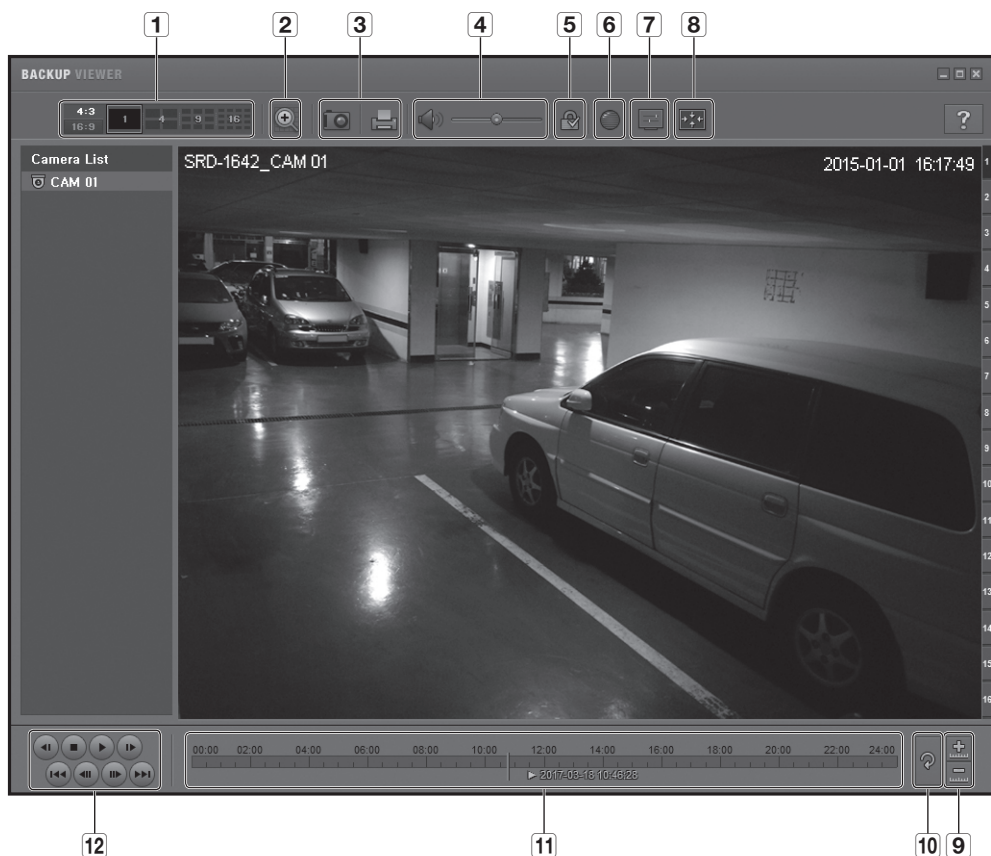 1 2 3 4 5 6 7 8
BACKUP VIEWER
4:3
16:9
1 4 9 16
?
Camera List
CAM 01
SRD-1642_CAM 01
2015-01-01 16:17:49
1
2
3
4
5
6
7
8
9
10
11
12
13
14
15
16
00:00 02:00 04:00 06:00 08:00 10:00 12:00 14:00 16:00 18:00 20:00 22:00 24:00
2017-03-18 10:46:28
12 11 10 9